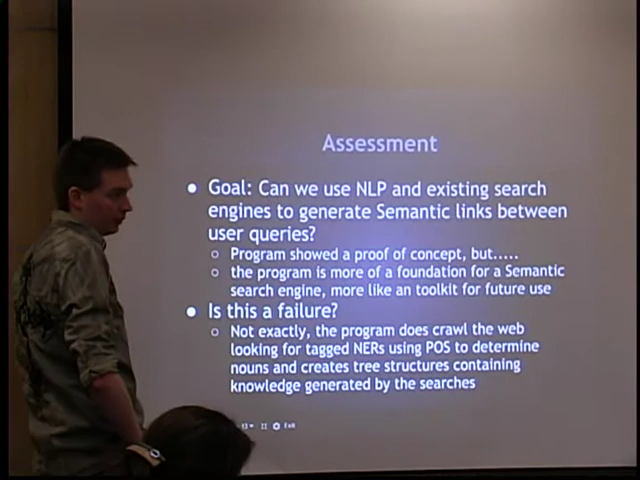 Assessment
● Goal: Can we use NLP and existing search
engines to generate Semantic links between
user queries?
○ Program showed a proof of concept, but.....
○ the program is more of a foundation for a Semantic
search engine, more like an toolkit for future use
● Is this a failure?
○ Not exactly, the program does crawl the web
looking for tagged NERs using POS to determine
nouns and creates tree structures containing
knowledge generated by the searches
13 Exit